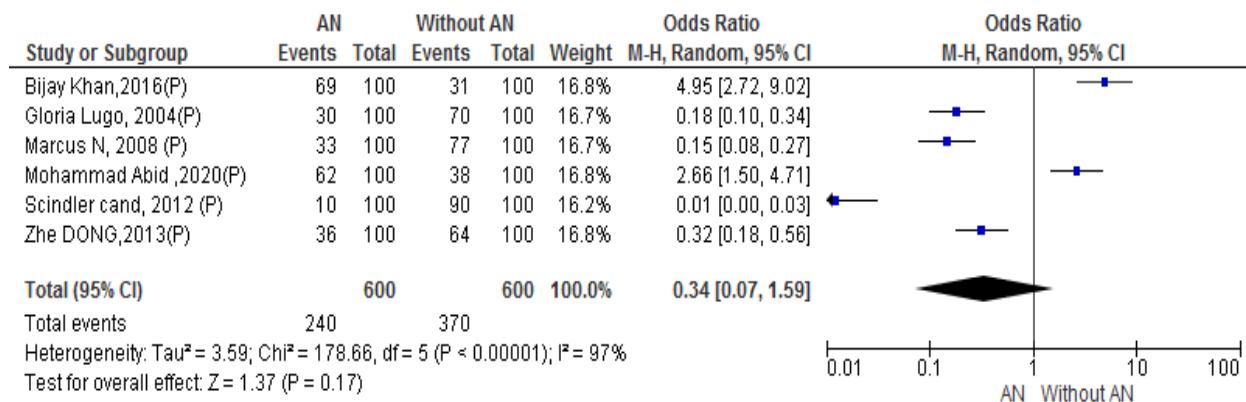 AN Without AN Odds Ratio Odds Ratio
Study or Subgroup Events Total Events Total Weight M-H, Random, 95% CI M-H, Random, 95% CI
Bijay Khan,2016(P) 69 100 31 100 16.8% 4.95 [2.72, 9.02]
Gloria Lugo, 2004(P) 30 100 70 100 16.7% 0.18 [0.10, 0.34]
Marcus N, 2008 (P) 33 100 77 100 16.7% 0.15 [0.08, 0.27]
Mohammad Abid ,2020(P) 62 100 38 100 16.8% 2.66 [1.50, 4.71]
Scindler cand, 2012 (P) 10 100 90 100 16.2% 0.01 [0.00, 0.03]
Zhe DONG,2013(P) 36 100 64 100 16.8% 0.32 [0.18, 0.56]
Total (95% CI) 600 600 100.0% 0.34 [0.07, 1.59]
Total events 240 370
Heterogeneity: Tau² = 3.59; Chi² = 178.66, df = 5 (P < 0.00001); I² = 97%
Test for overall effect: Z = 1.37 (P = 0.17)
0.01 0.1 1 10 100
AN Without AN